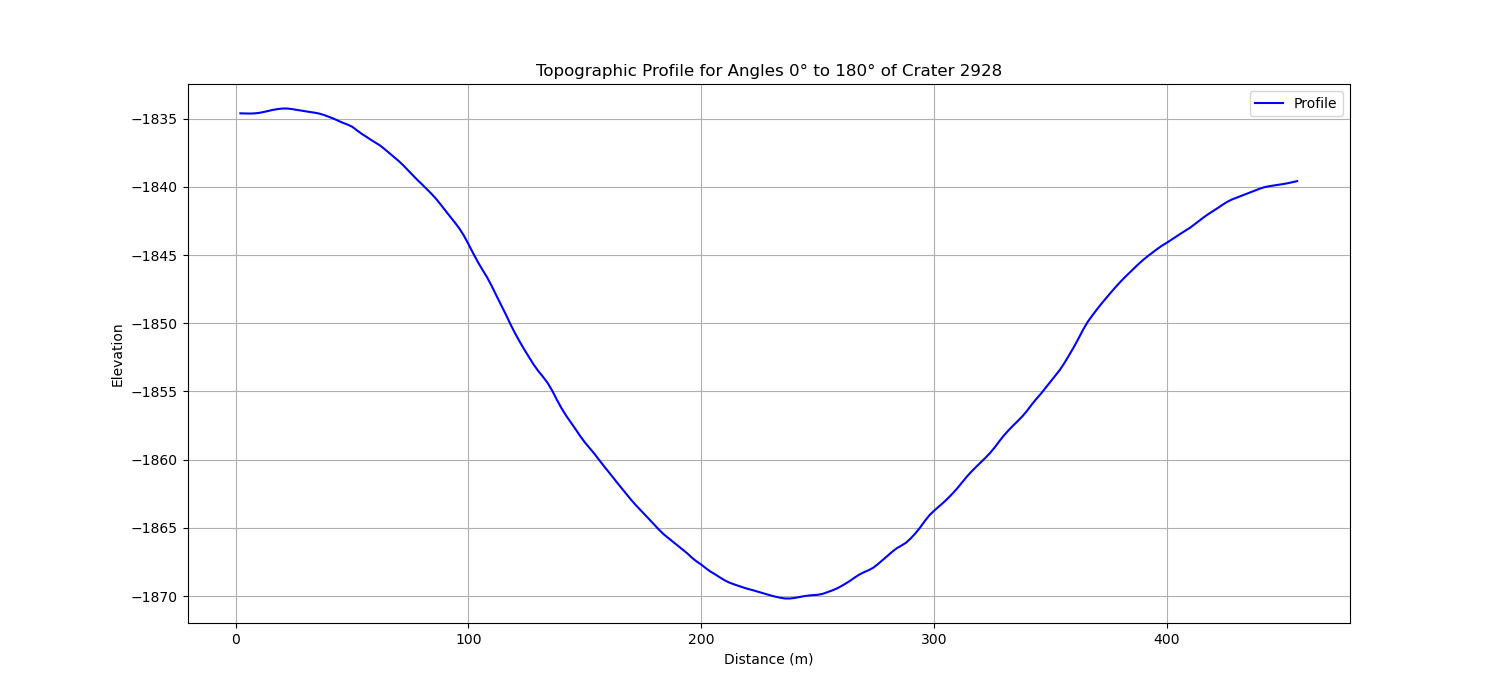 Topographic Profile for Angles 0° to 180° of Crater 2928
Profile
−1835
−1840
−1845
−1850
−1855
−1860
−1865
−1870
Elevation
0 100 200 300 400
Distance (m)